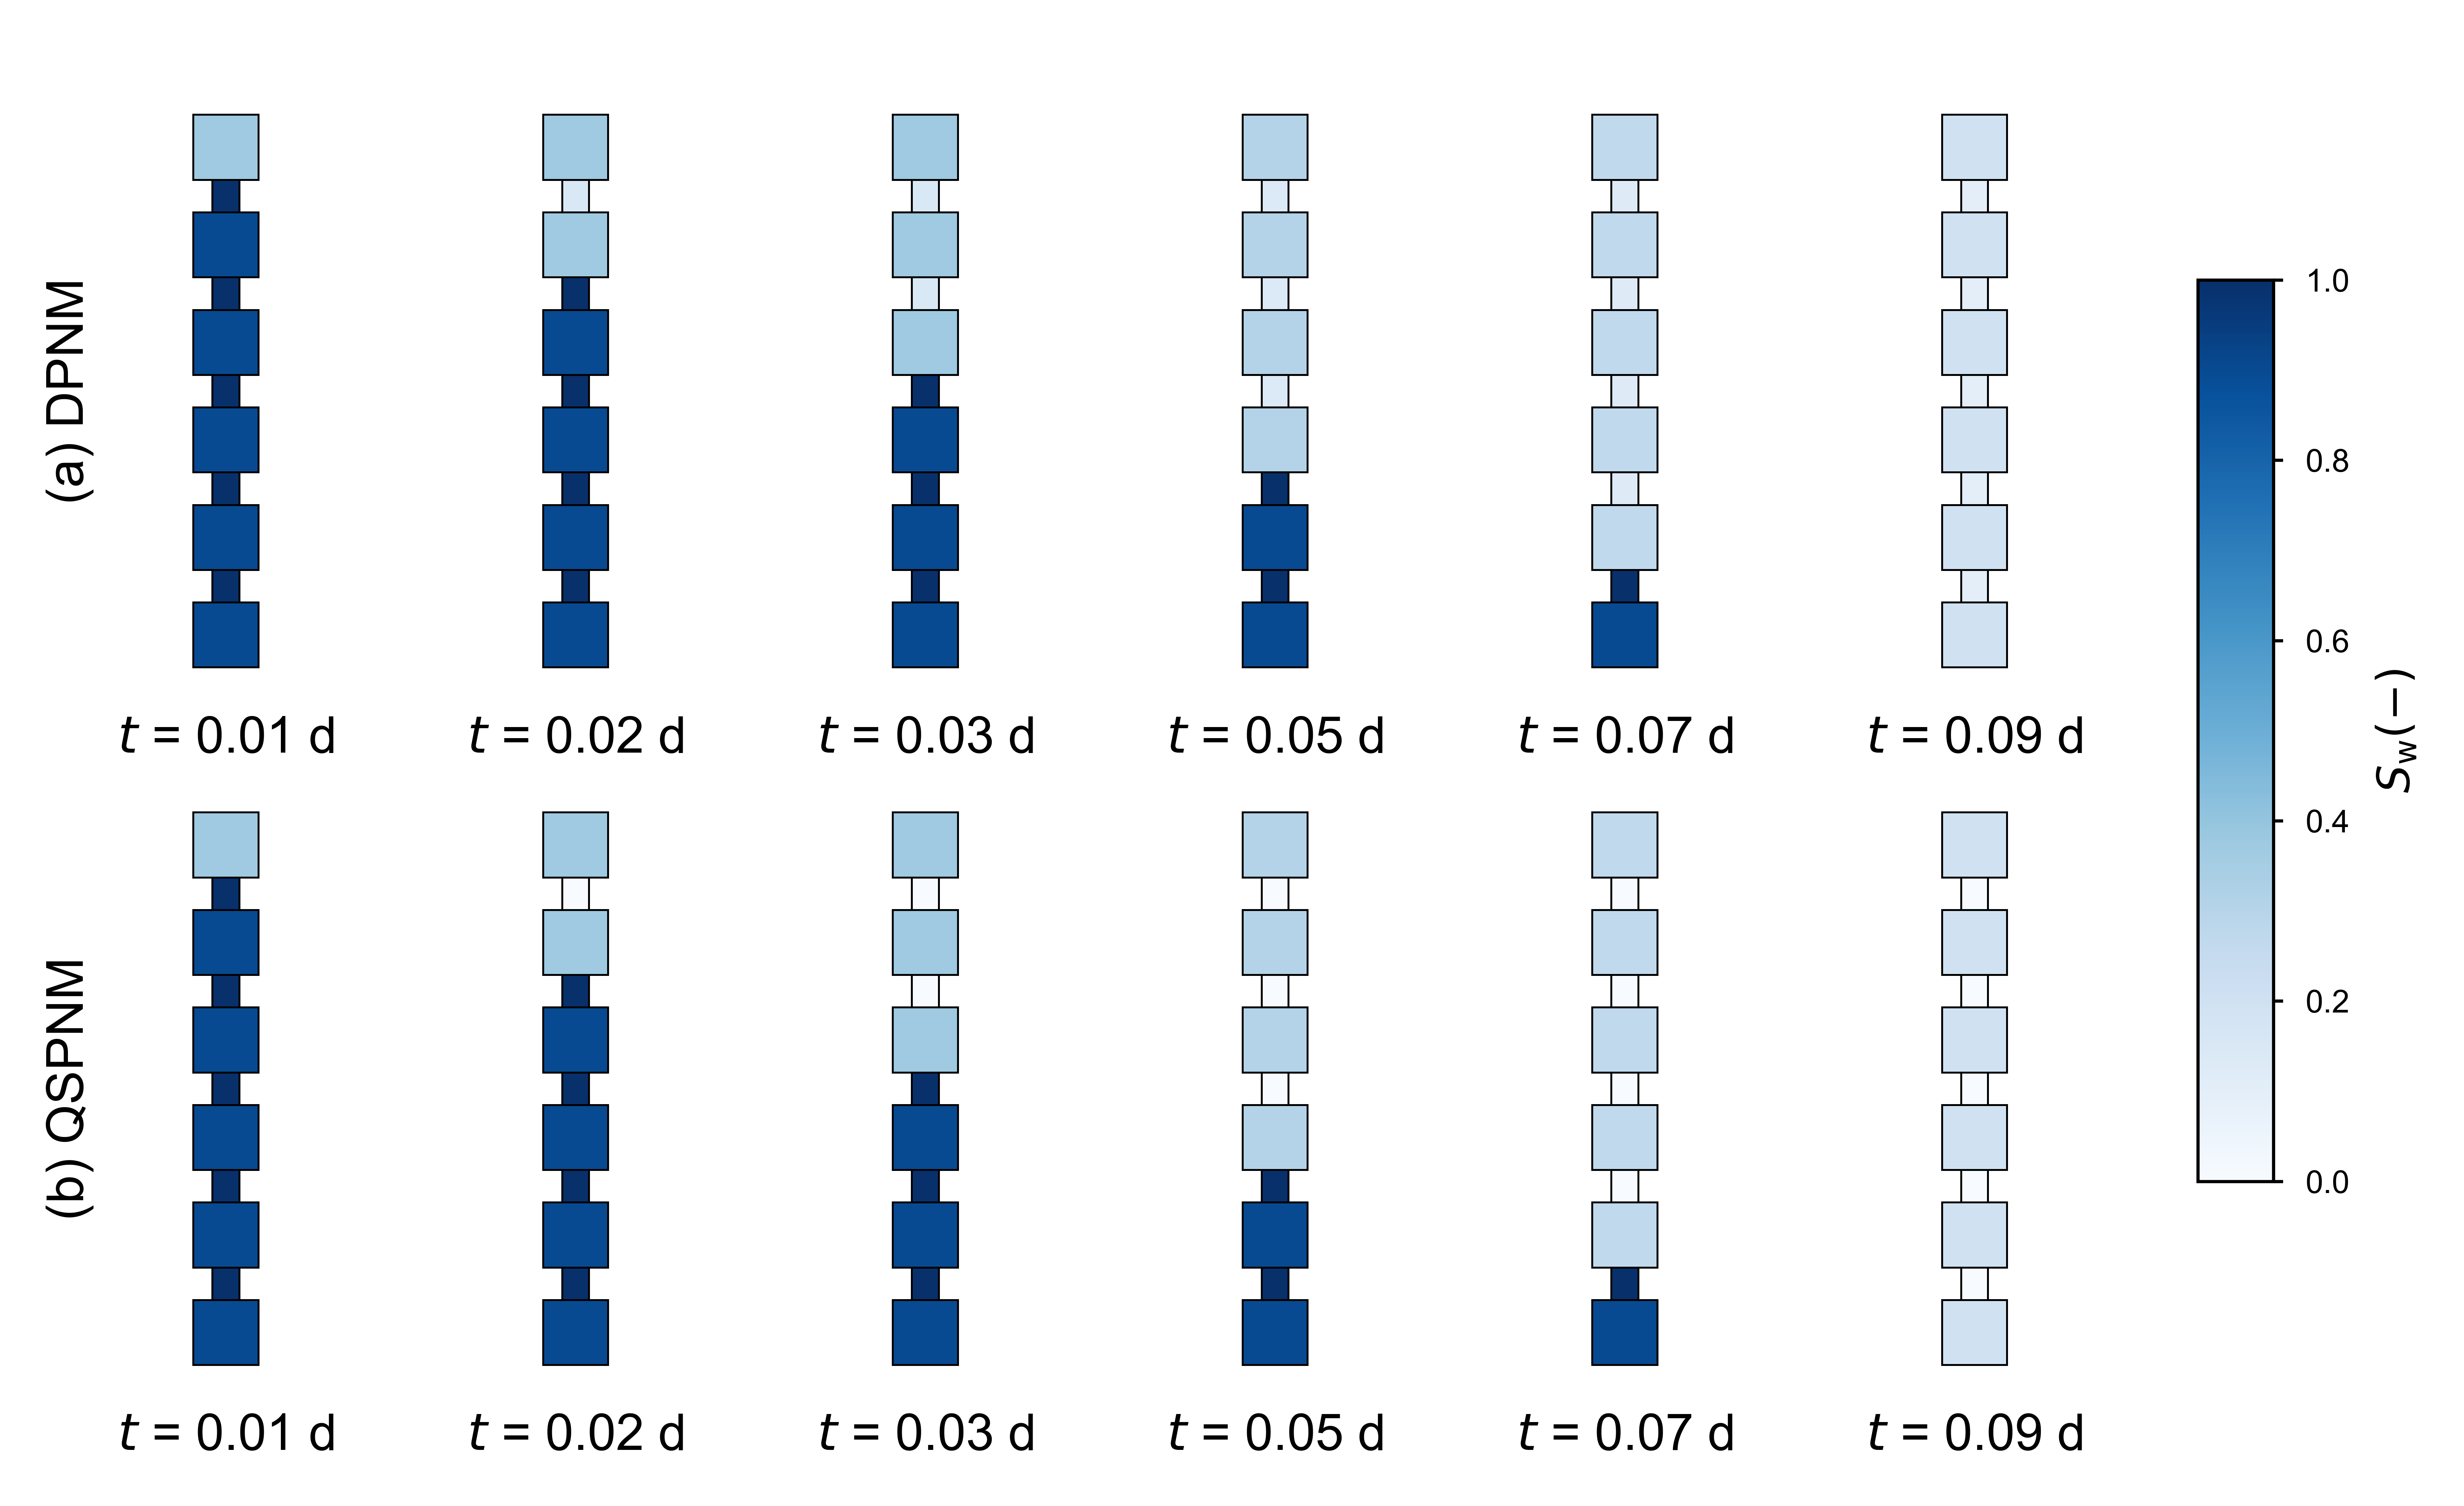 (a) DPNM
t = 0.01 d
t = 0.02 d
t = 0.03 d
t = 0.05 d
t = 0.07 d
t = 0.09 d
(b) QSPNM
t = 0.01 d
t = 0.02 d
t = 0.03 d
t = 0.05 d
t = 0.07 d
t = 0.09 d
1.0
0.8
0.6
0.4
0.2
0.0
Sw(−)